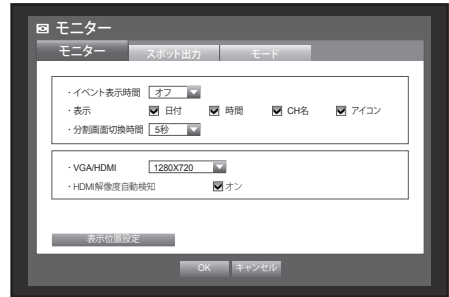 モニター
モニター スポット出力 モード
・イベント表示時間 オフ
・表示 日付 時間 CH名 アイコン
・分割画面切換時間 5秒
・VGA/HDMI 1280X720
・HDMI解像度自動検知 オン
表示位置設定
OK キャンセル